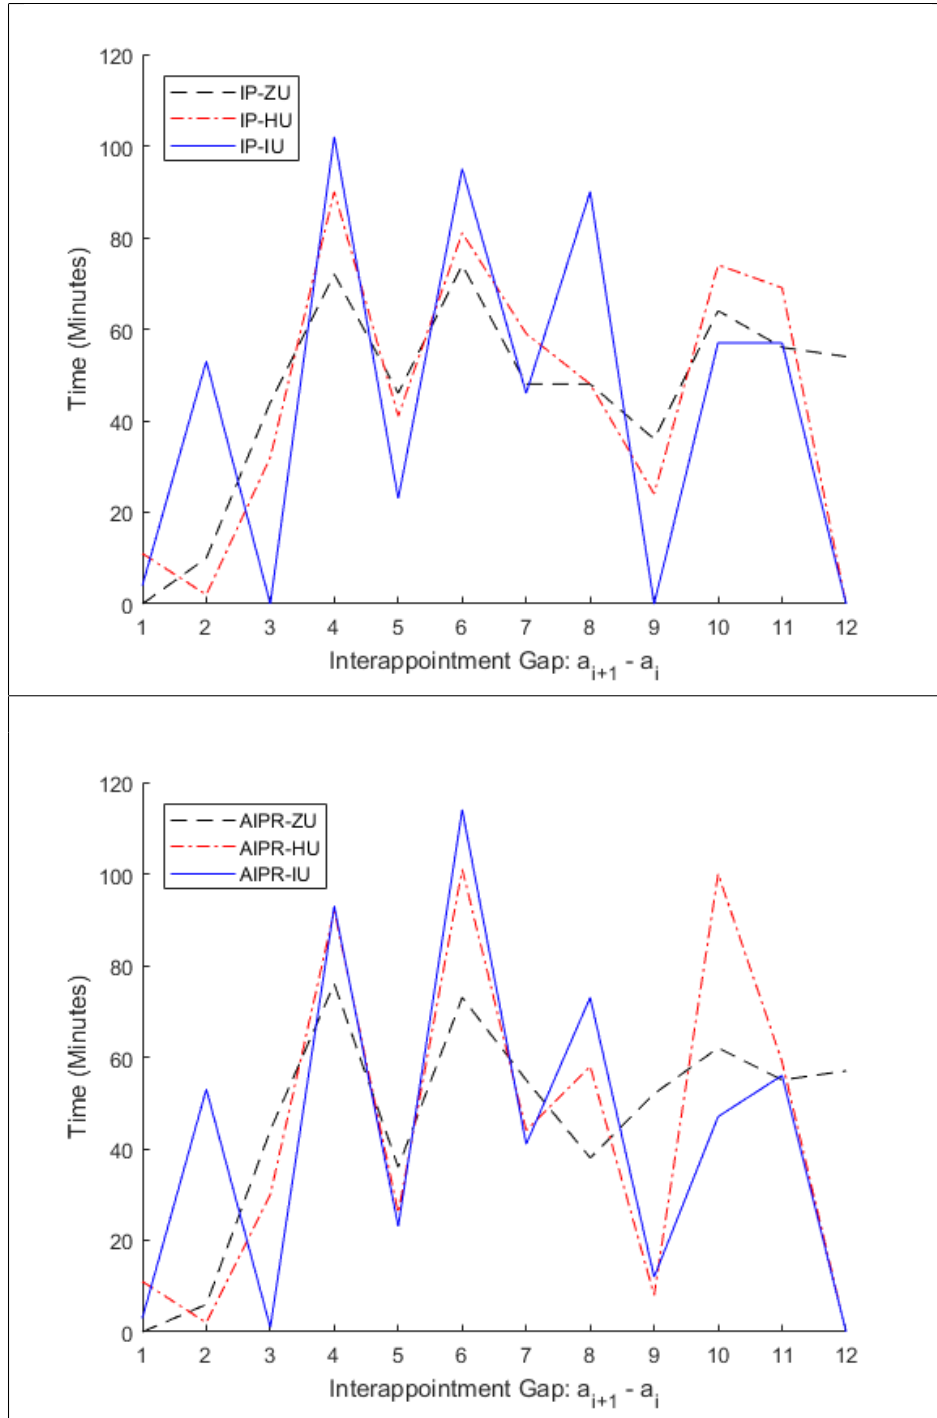 120
100
80
60
40
20
0
Time (Minutes)
IP-ZU
IP-HU
IP-IU
1 2 3 4 5 6 7 8 9 10 11 12
Interappointment Gap: a_{i+1} - a_i
120
100
80
60
40
20
0
Time (Minutes)
AIPR-ZU
AIPR-HU
AIPR-IU
1 2 3 4 5 6 7 8 9 10 11 12
Interappointment Gap: a_{i+1} - a_i